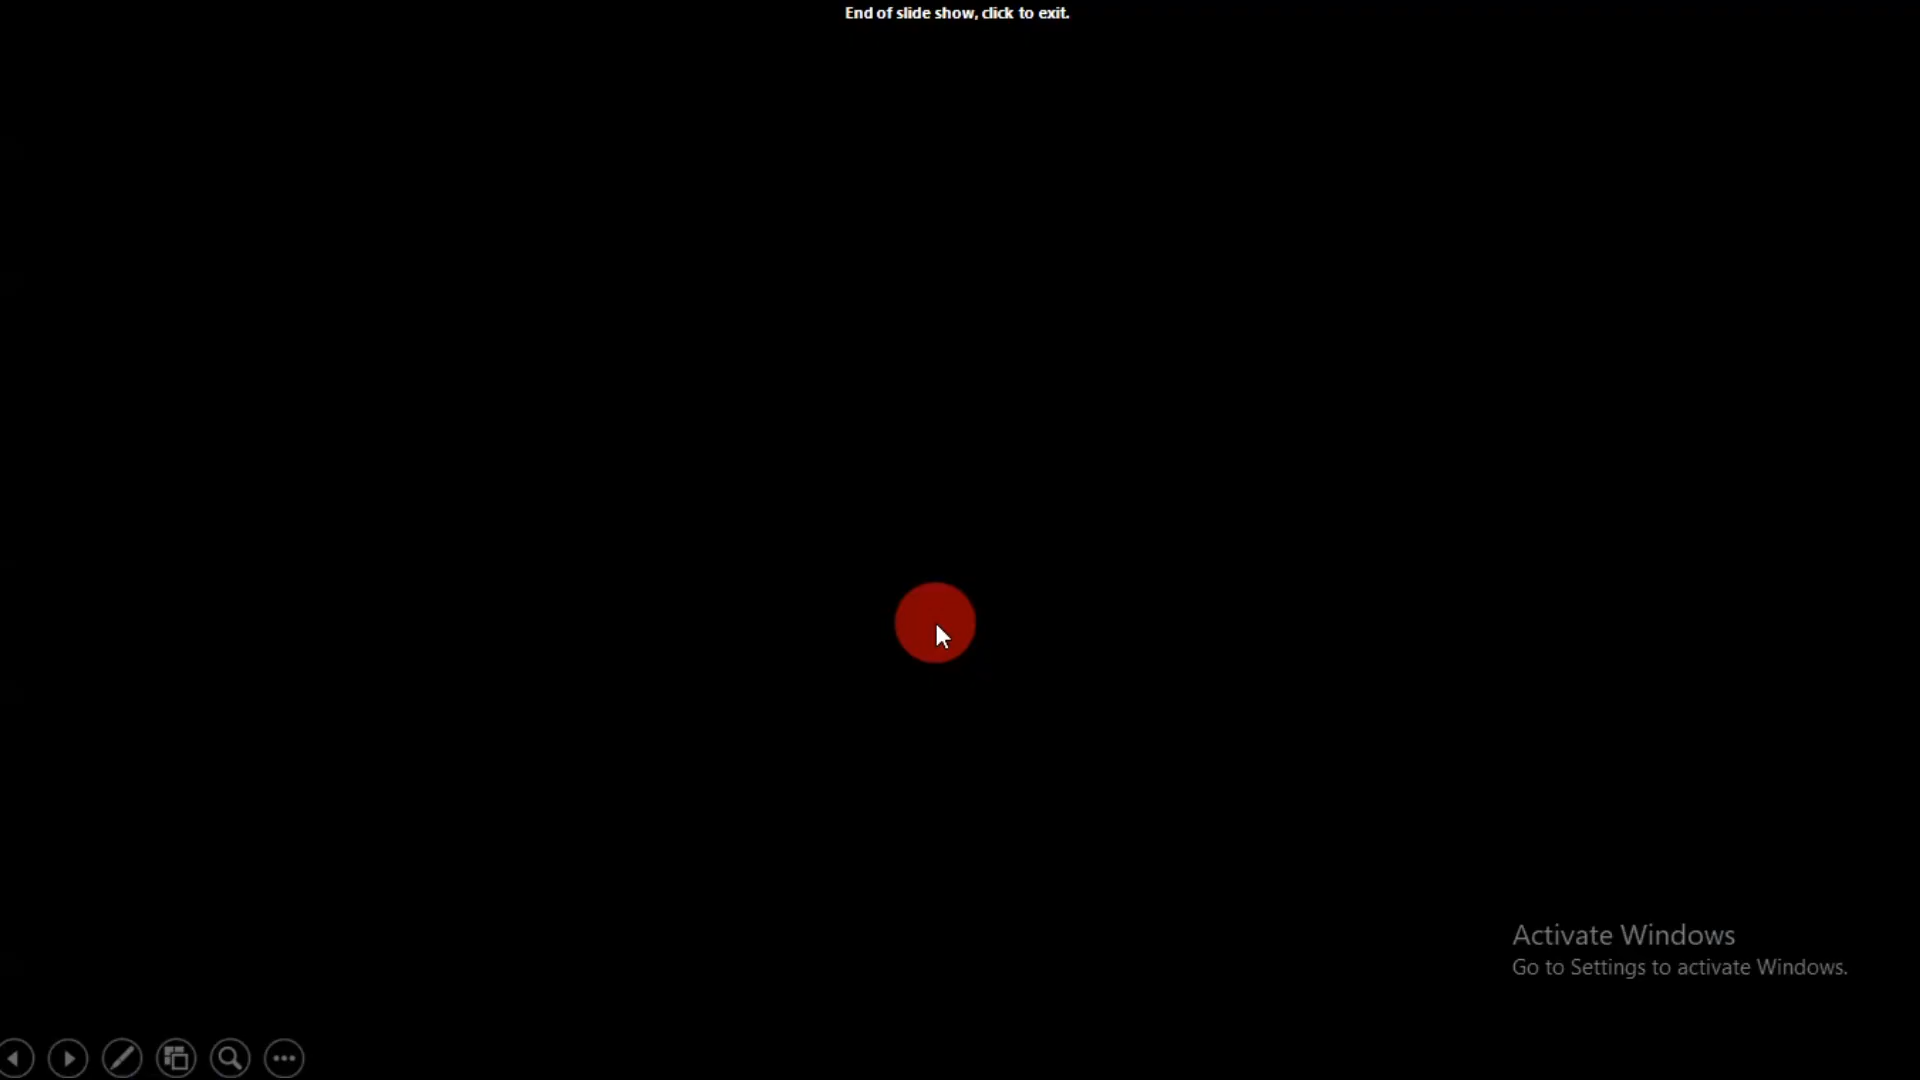 End of slide show, click to exit.
Activate Windows
Go to Settings to activate Windows.